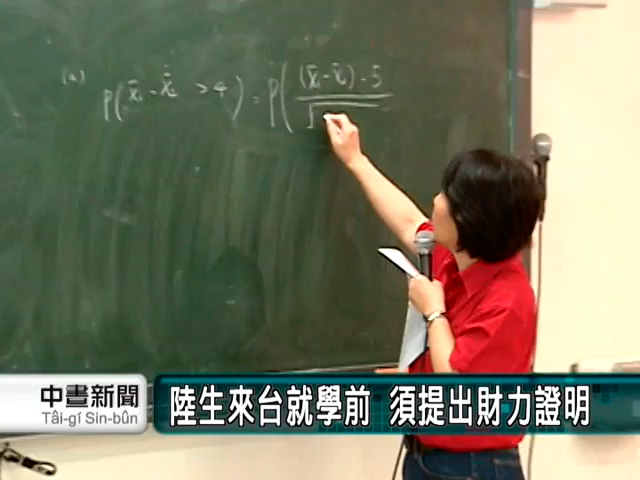 (a)
P(x̄₁ - x̄₂ > 4) = P( (x̄₁ - x̄₂) - 5
中晝新聞
Tâi-gí Sin-bûn
陸生來台就學前 須提出財力證明